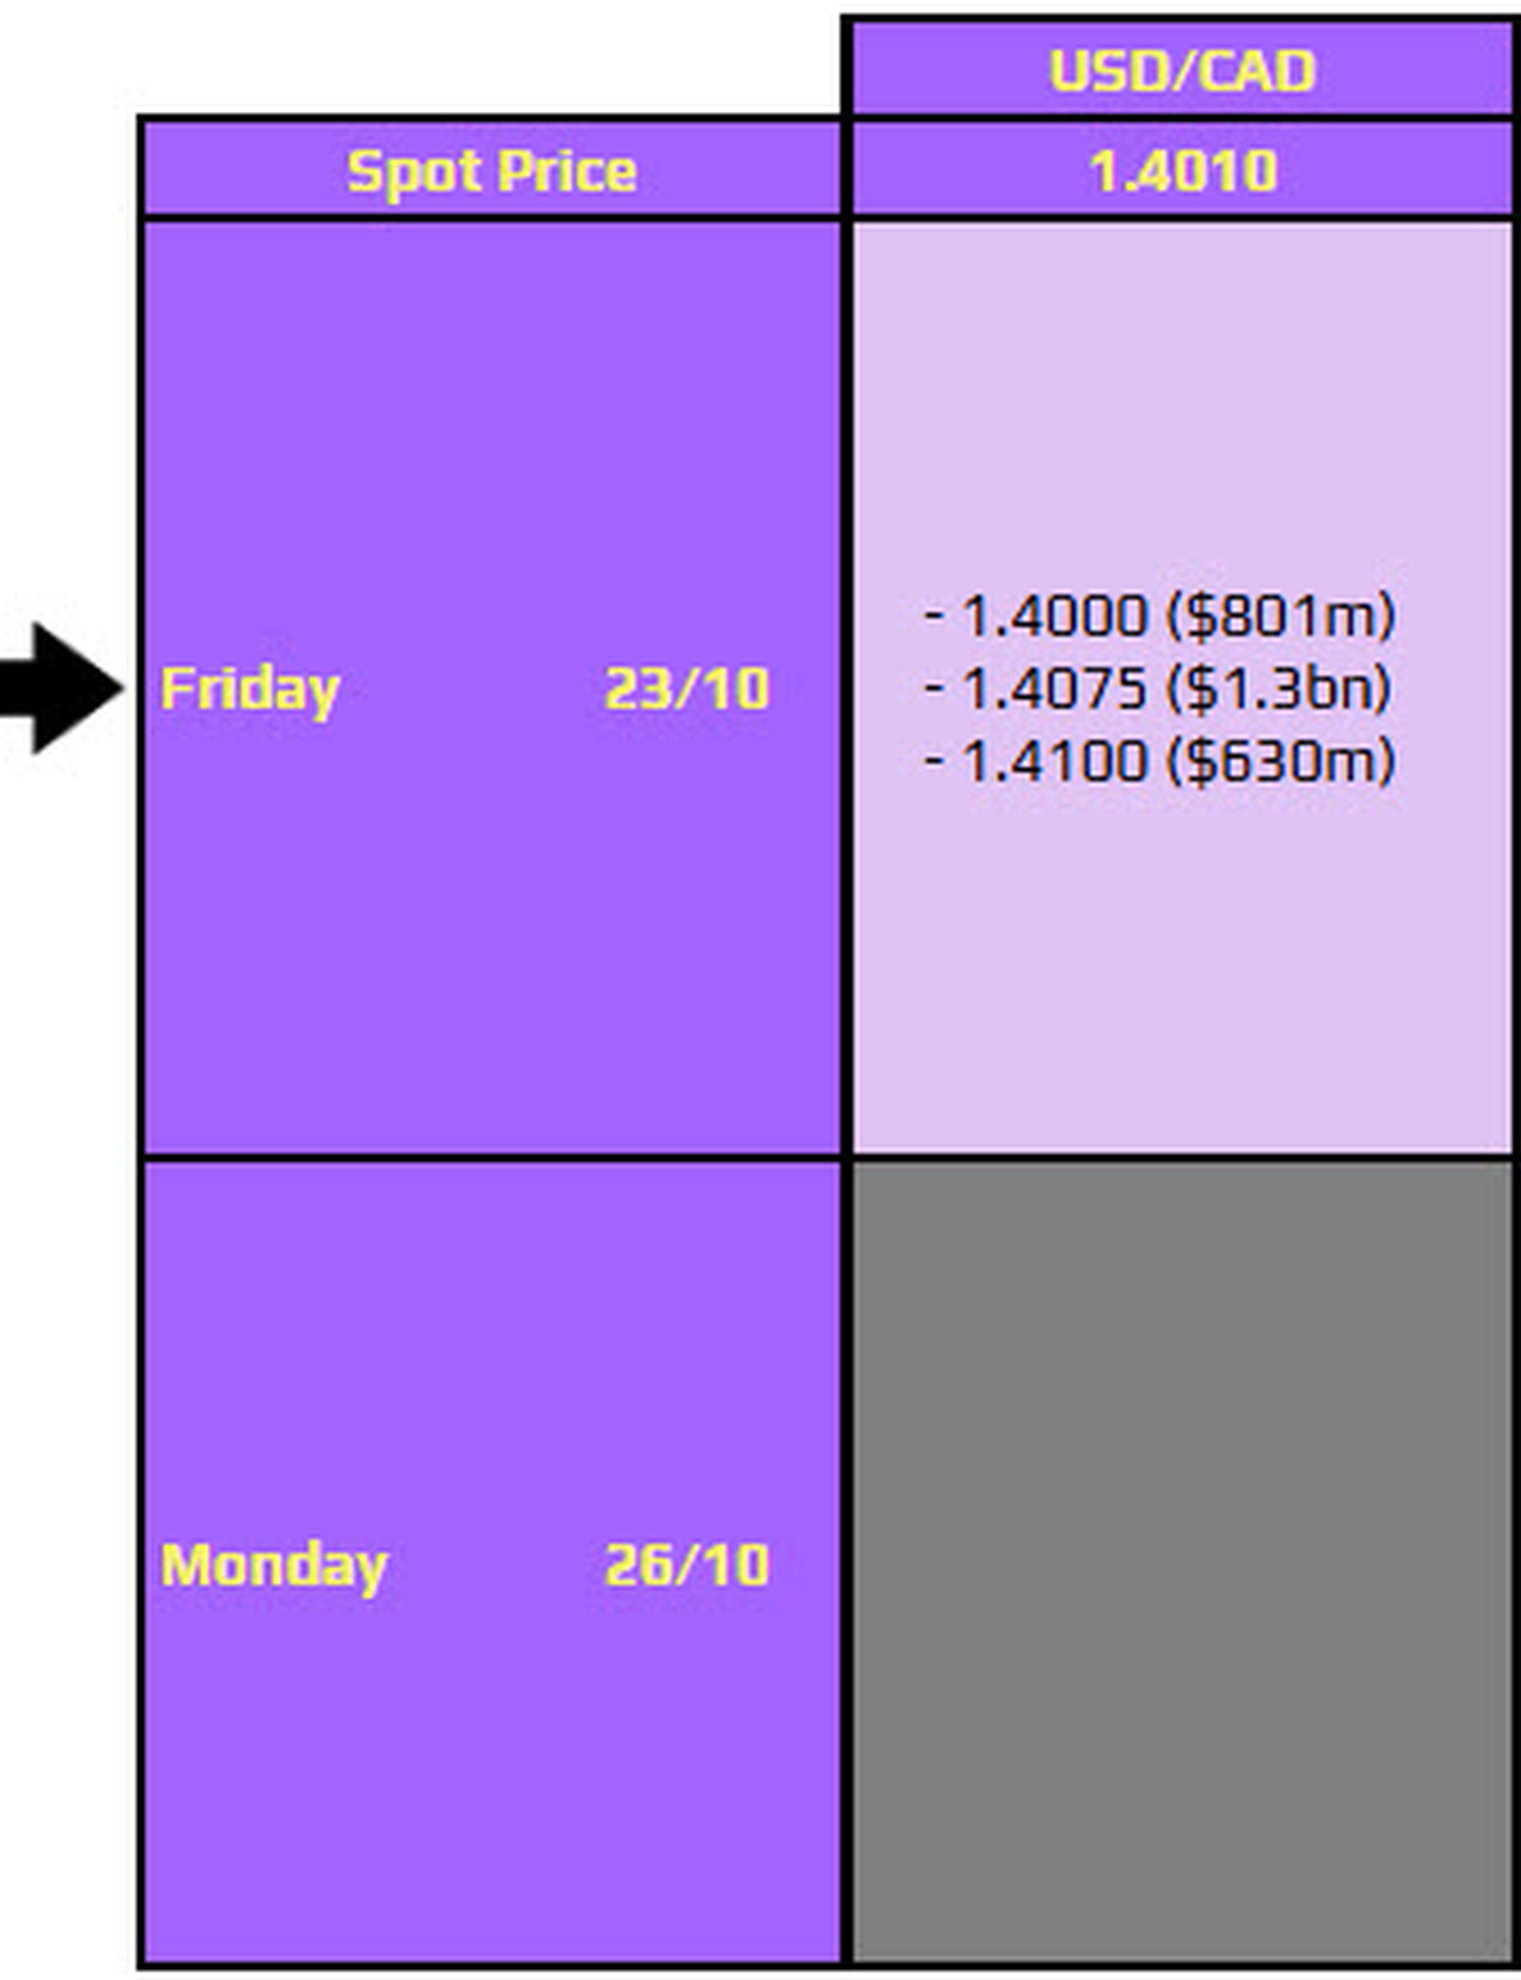 USD/CAD
Spot Price 1.4010
- 1.4000 ($801m)
Friday 23/10 - 1.4075 ($1.3bn)
- 1.4100 ($630m)
Monday 26/10